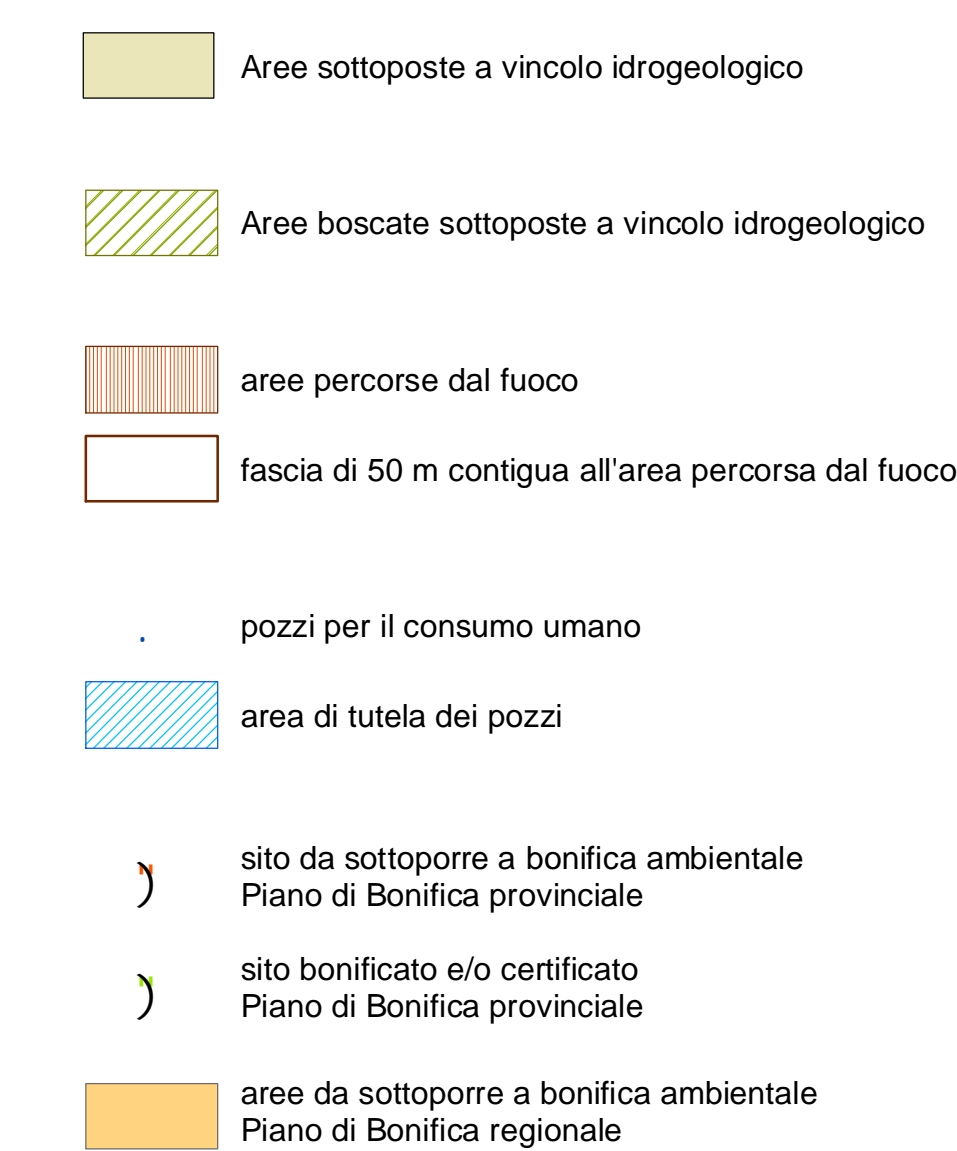 Aree sottoposte a vincolo idrogeologico
Aree boscate sottoposte a vincolo idrogeologico
aree percorse dal fuoco
fascia di 50 m contigua all'area percorsa dal fuoco
pozzi per il consumo umano
area di tutela dei pozzi
sito da sottoporre a bonifica ambientale
Piano di Bonifica provinciale
sito bonificato e/o certificato
Piano di Bonifica provinciale
aree da sottoporre a bonifica ambientale
Piano di Bonifica regionale